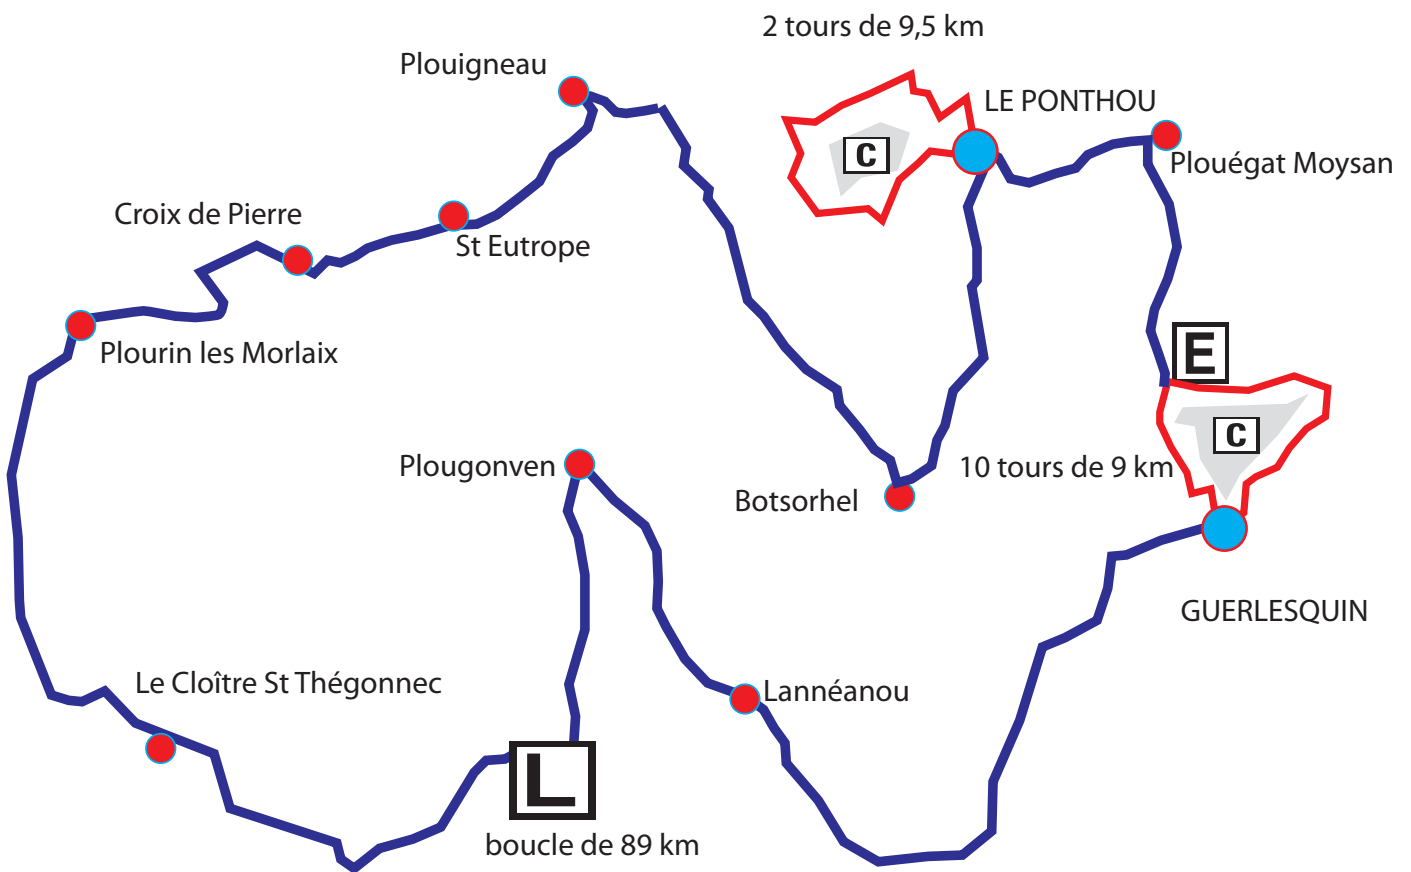 2 tours de 9,5 km
Plouigneau
LE PONTHOU
C
Plouégat Moysan
Croix de Pierre
St Eutrope
E
Plourin les Morlaix
C
Plougonven
10 tours de 9 km
Botsorhel
GUERLESQUIN
Le Cloître St Thégonnec
Lannéanou
L
boucle de 89 km